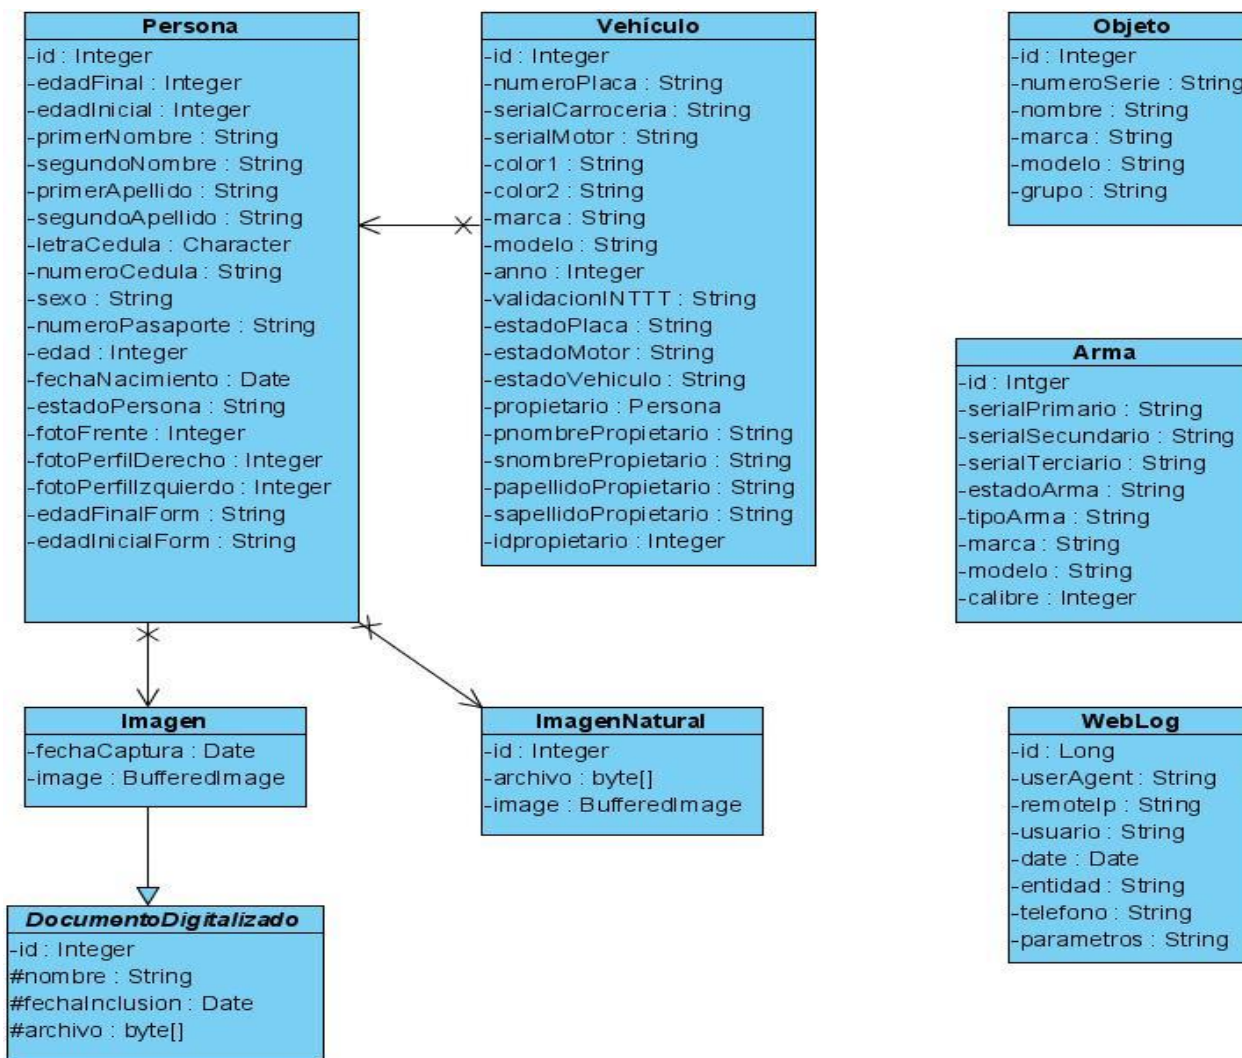 Persona
-id : Integer
-edadFinal : Integer
-edadInicial : Integer
-primerNombre : String
-segundoNombre : String
-primerApellido : String
-segundoApellido : String
-letraCedula : Character
-numeroCedula : String
-sexo : String
-numeroPasaporte : String
-edad : Integer
-fechaNacimiento : Date
-estadoPersona : String
-fotoFrente : Integer
-fotoPerfilDerecho : Integer
-fotoPerfilIzquierdo : Integer
-edadFinalForm : String
-edadInicialForm : String
Vehículo
-id : Integer
-numeroPlaca : String
-serialCarroceria : String
-serialMotor : String
-color1 : String
-color2 : String
-marca : String
-modelo : String
-anno : Integer
-validacionINTTT : String
-estadoPlaca : String
-estadoMotor : String
-estadoVehiculo : String
-propietario : Persona
-pnombrePropietario : String
-snombrePropietario : String
-papellidoPropietario : String
-sapellidoPropietario : String
-idpropietario : Integer
Objeto
-id : Integer
-numeroSerie : String
-nombre : String
-marca : String
-modelo : String
-grupo : String
Arma
-id : Intger
-serialPrimario : String
-serialSecundario : String
-serialTerciario : String
-estadoArma : String
-tipoArma : String
-marca : String
-modelo : String
-calibre : Integer
Imagen
-fechaCaptura : Date
-image : BufferedImage
ImagenNatural
-id : Integer
-archivo : byte[]
-image : BufferedImage
WebLog
-id : Long
-userAgent : String
-remoteIp : String
-usuario : String
-date : Date
-entidad : String
-telefono : String
-parametros : String
DocumentoDigitalizado
-id : Integer
#nombre : String
#fechaInclusion : Date
#archivo : byte[]